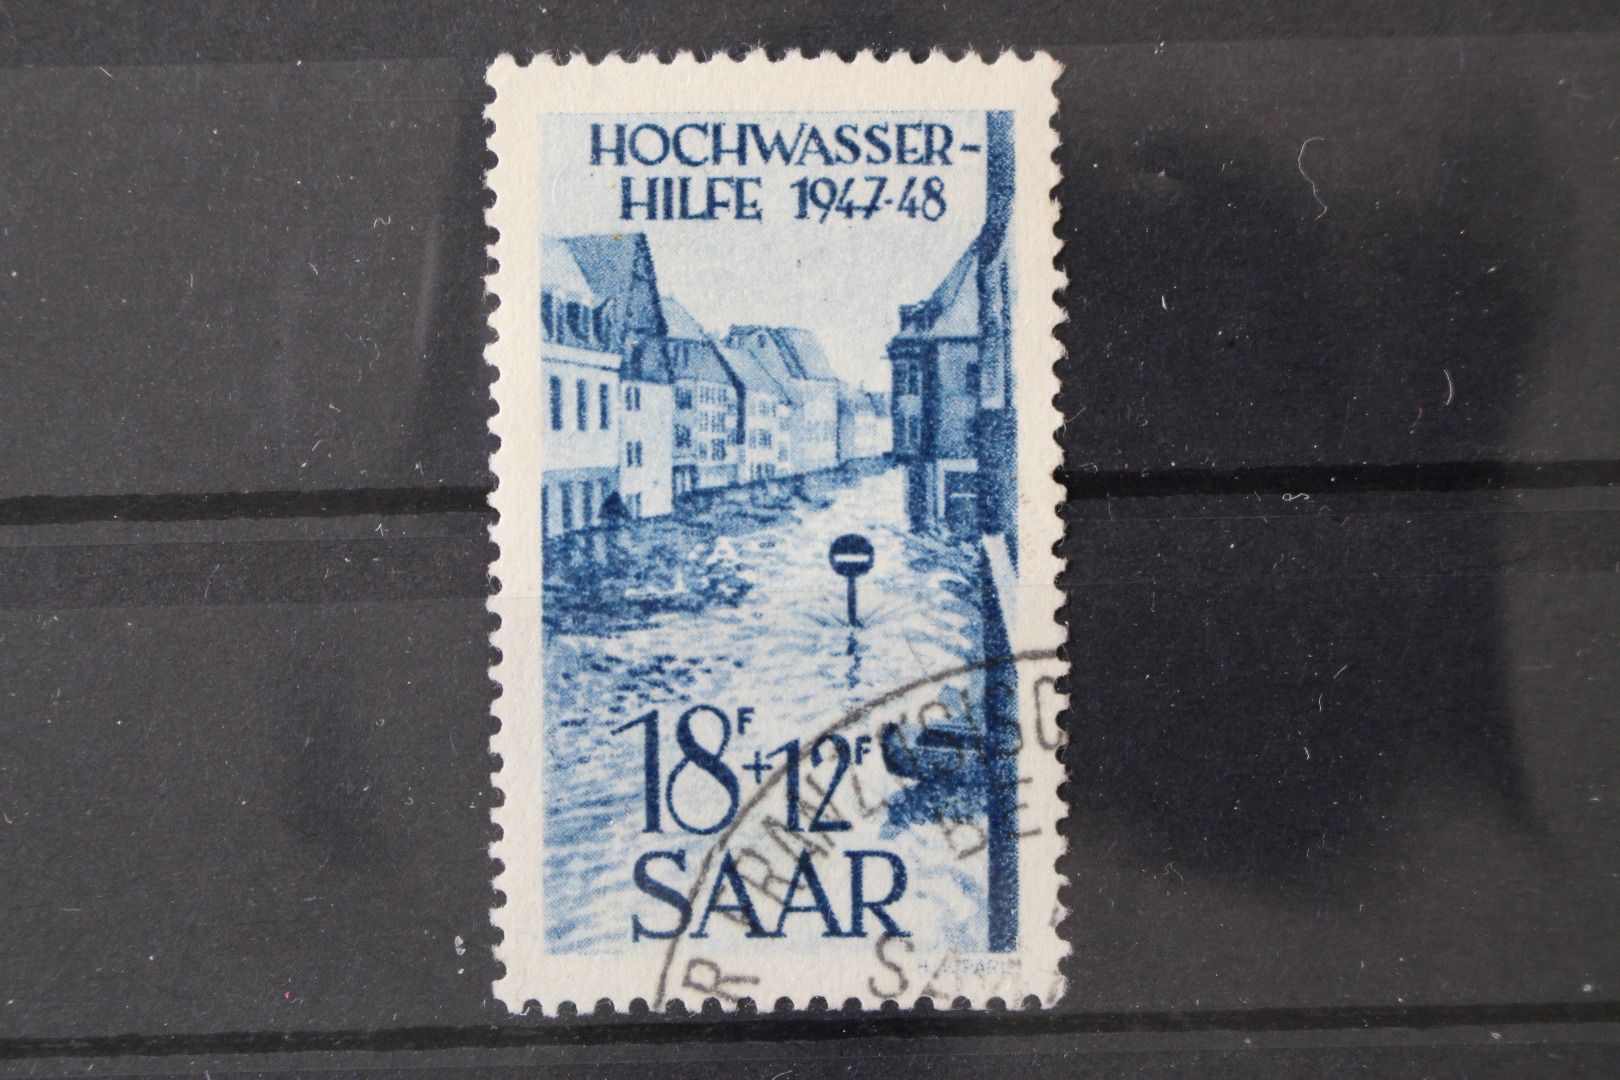 HOCHWASSER-
HILFE 1947-48
18F+12F
SAAR